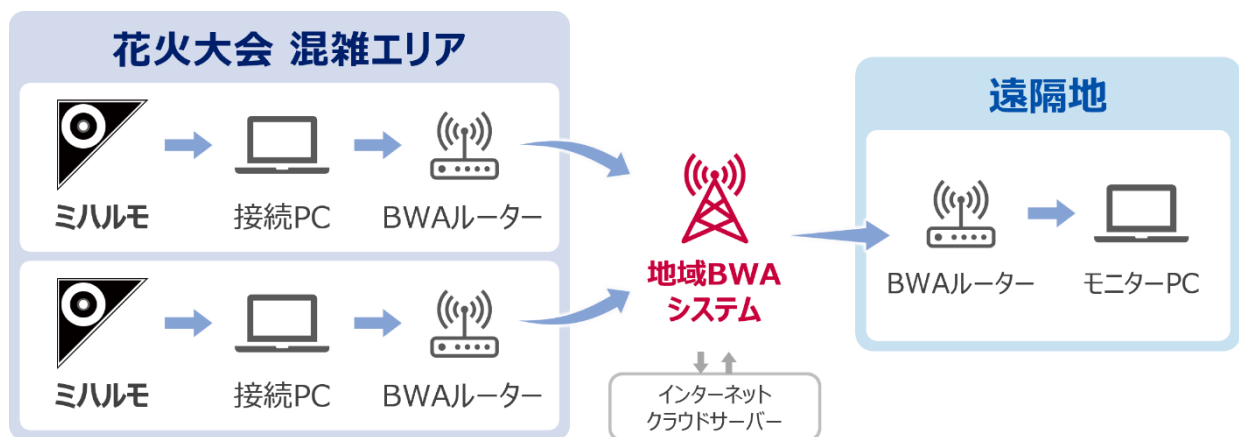 花火大会 混雑エリア
ミハルモ
接続PC
BWAルーター
ミハルモ
接続PC
BWAルーター
地域BWA
システム
インターネット
クラウドサーバー
遠隔地
BWAルーター
モニターPC